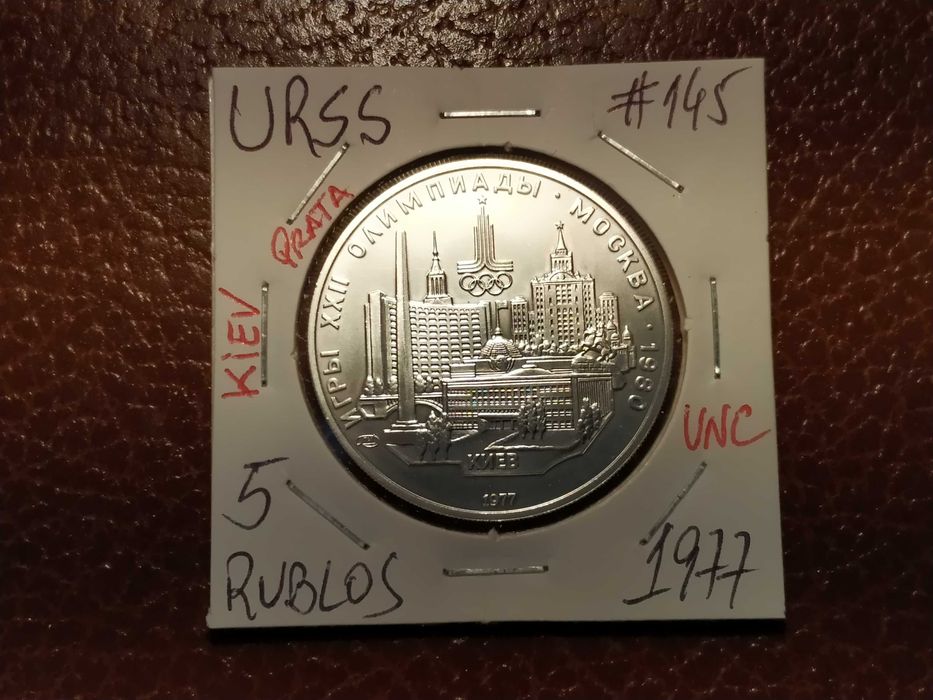 URSS
#145
PRATA
KiEV
ИГРЫ XXII ОЛИМПИАДЫ · МОСКВА · 1980
КИЕВ
1977
UNC
5
RUBLOS
1977